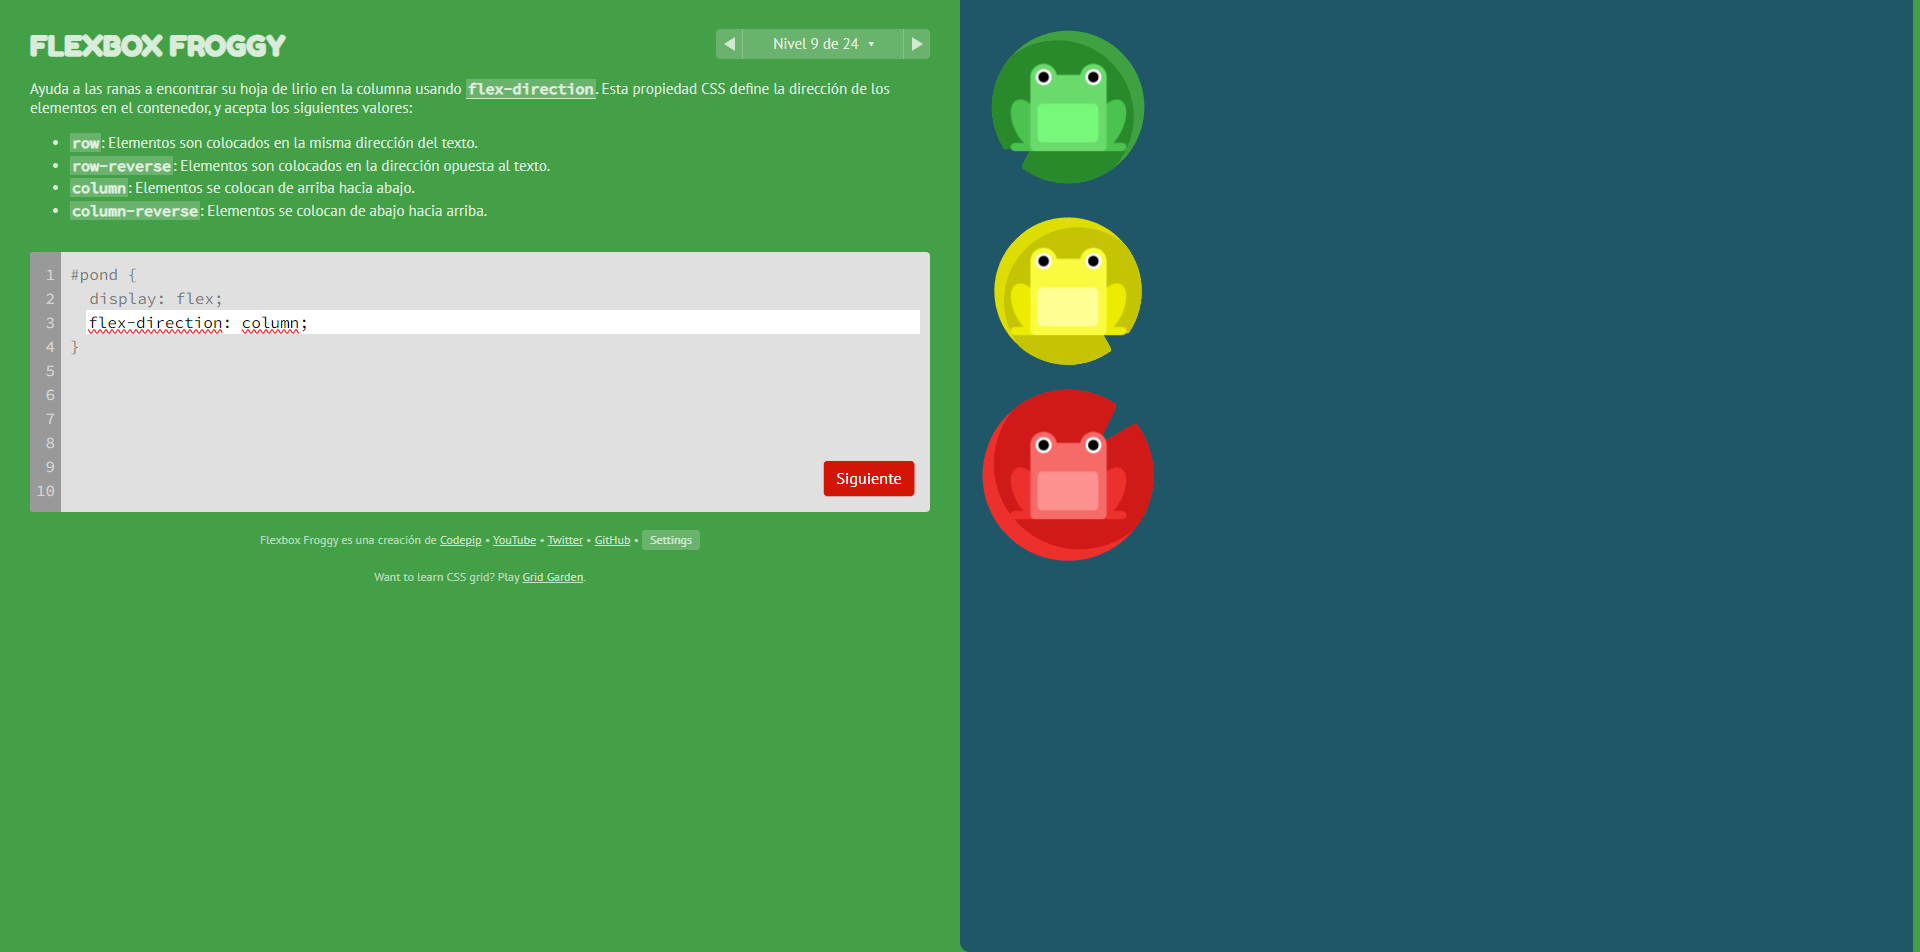 FLEXBOX FROGGY
◀ Nivel 9 de 24 ▾ ▶
Ayuda a las ranas a encontrar su hoja de lirio en la columna usando flex-direction. Esta propiedad CSS define la dirección de los
elementos en el contenedor, y acepta los siguientes valores:
• row: Elementos son colocados en la misma dirección del texto.
• row-reverse: Elementos son colocados en la dirección opuesta al texto.
• column: Elementos se colocan de arriba hacia abajo.
• column-reverse: Elementos se colocan de abajo hacia arriba.
1 #pond {
2 display: flex;
3 flex-direction: column;
4 }
5
6
7
8
9
10
Siguiente
Flexbox Froggy es una creación de Codepip • YouTube • Twitter • GitHub • Settings
Want to learn CSS grid? Play Grid Garden.